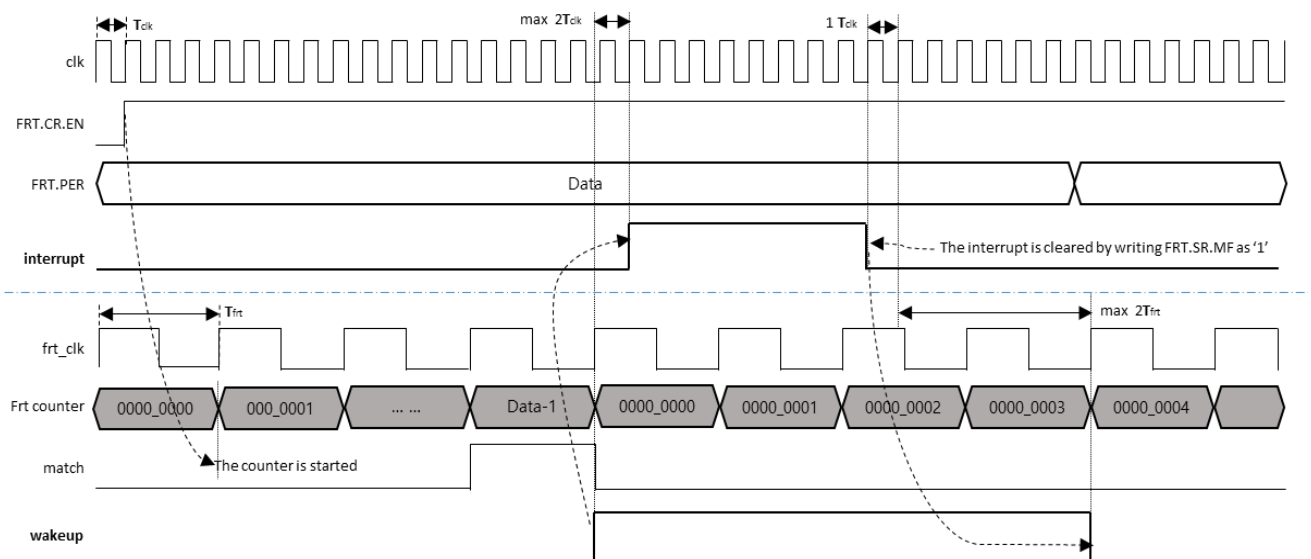 Tclk
max 2Tclk
1 Tclk
clk
FRT.CR.EN
FRT.PER
Data
interrupt
The interrupt is cleared by writing FRT.SR.MF as ‘1’
Tfrt
max 2Tfrt
frt_clk
Frt counter
0000_0000
000_0001
... ...
Data-1
0000_0000
0000_0001
0000_0002
0000_0003
0000_0004
match
The counter is started
wakeup